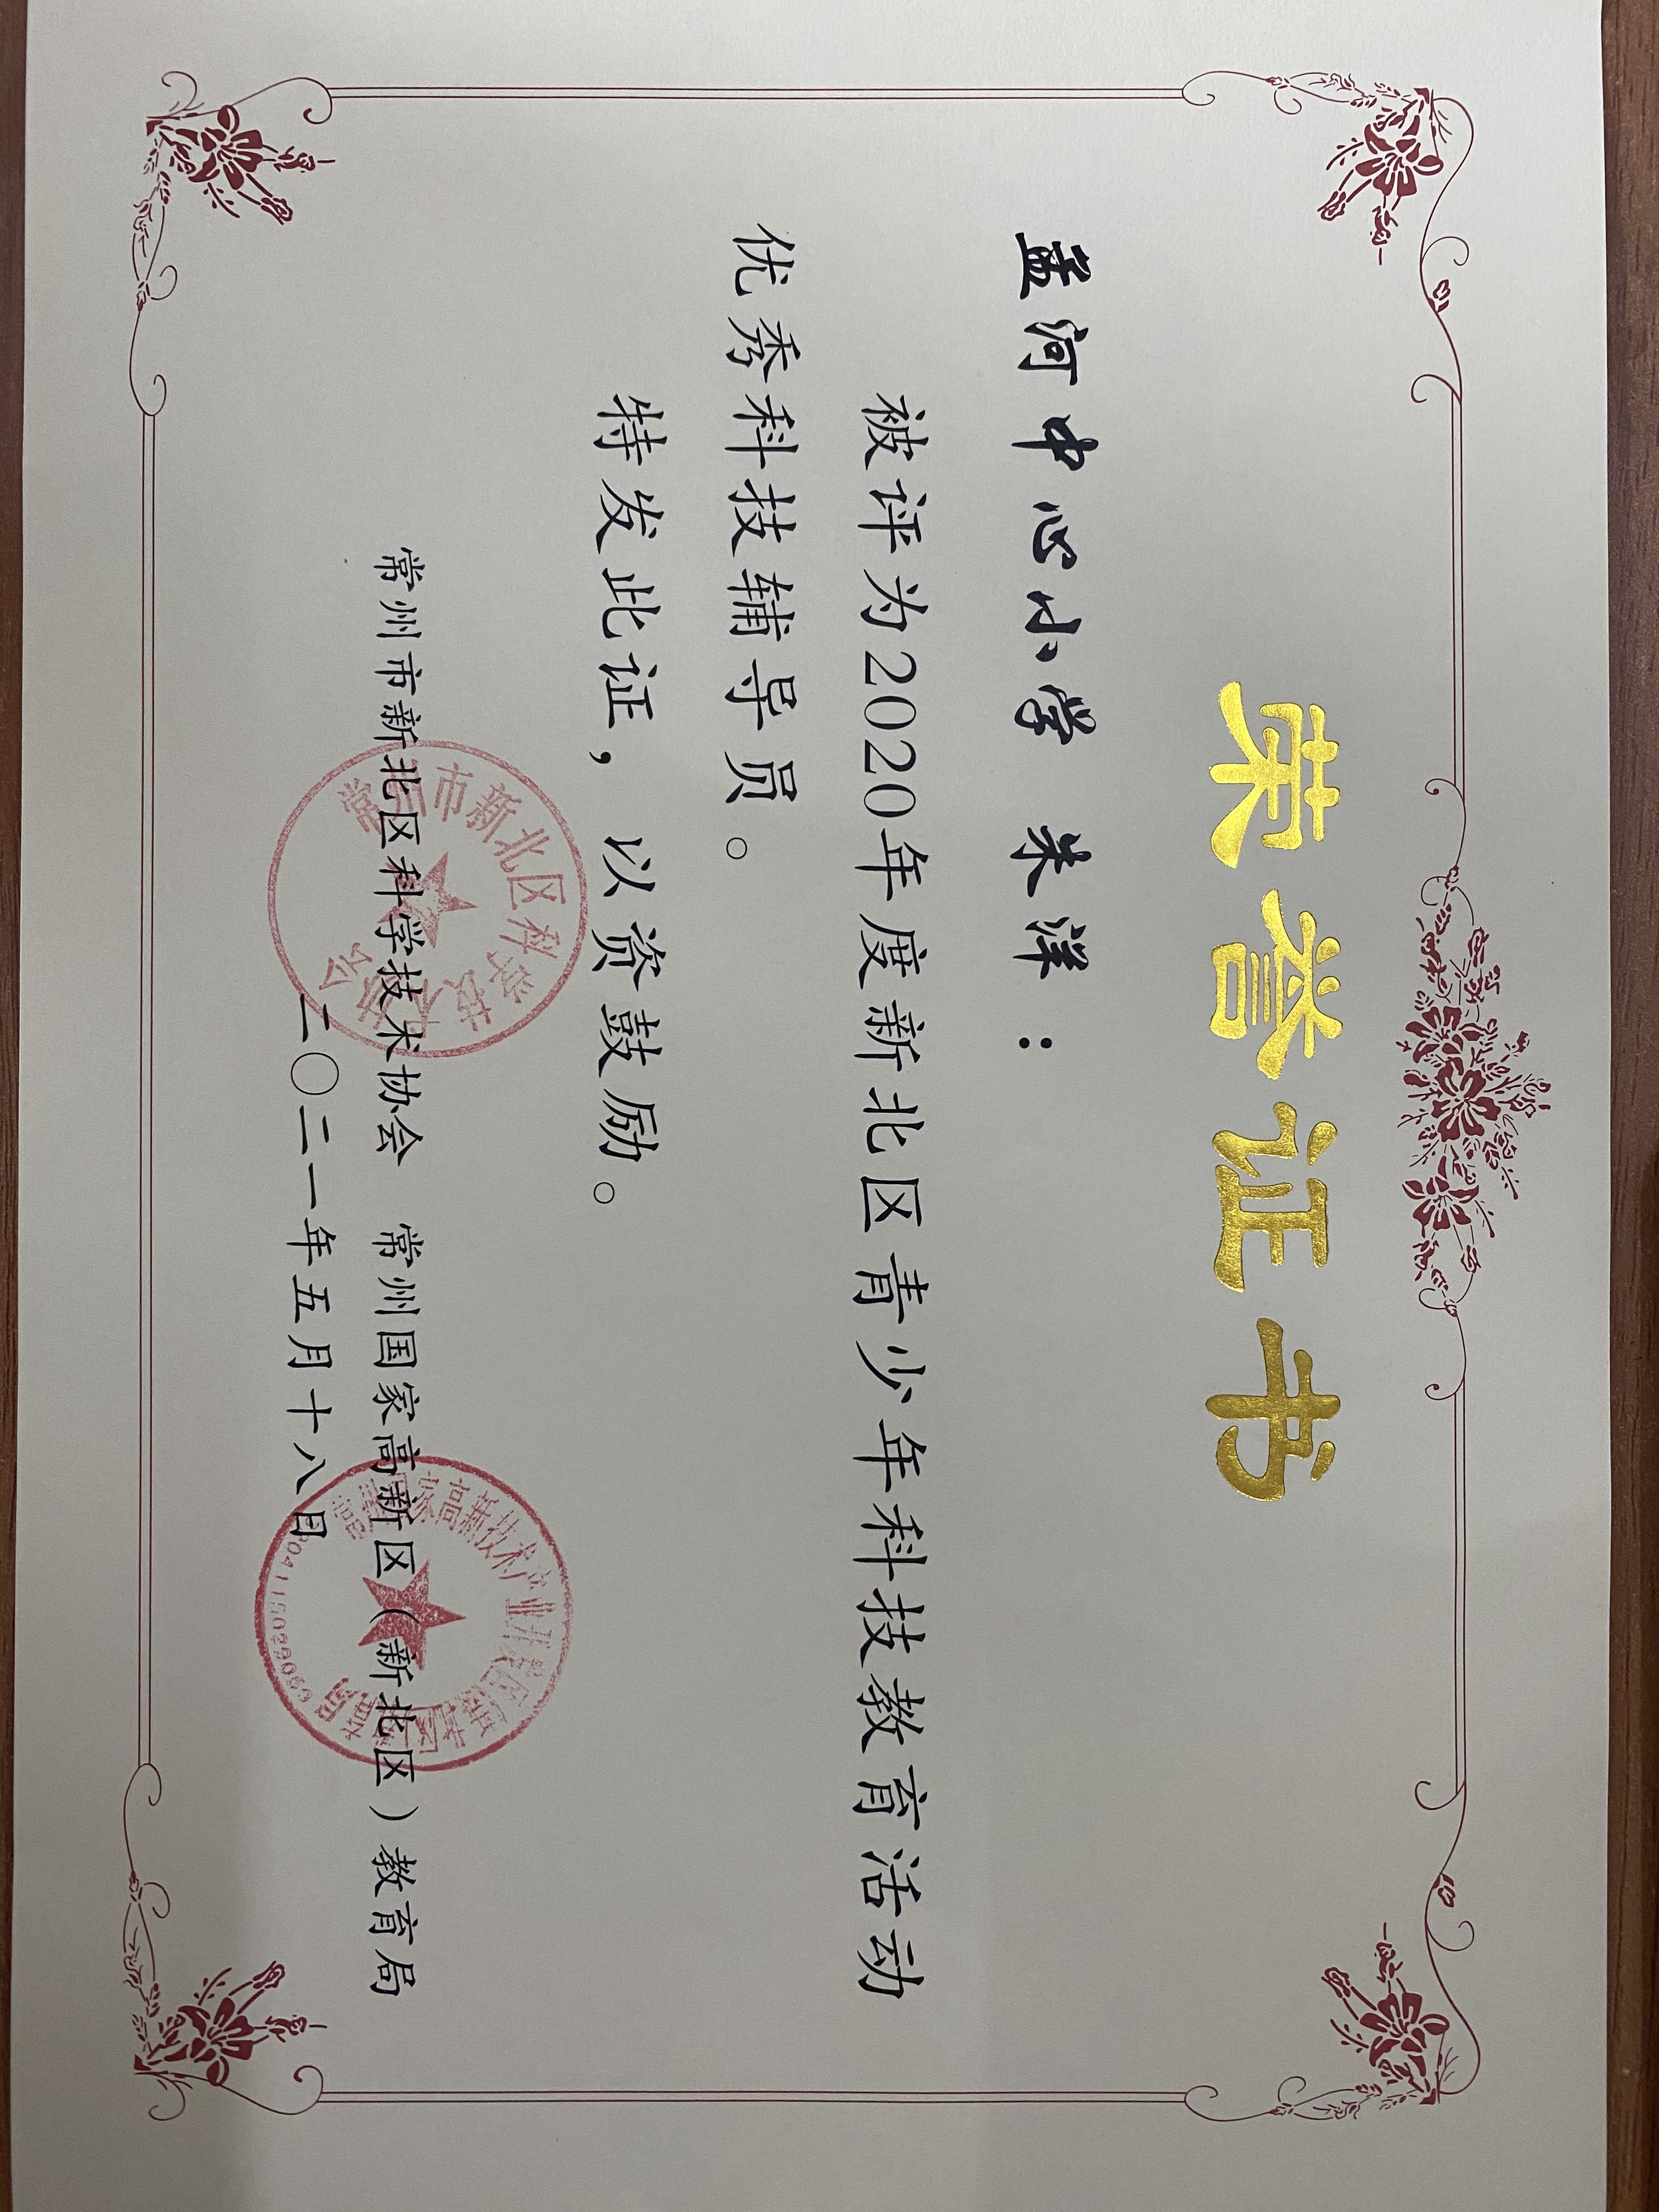 荣誉证书
孟河中心小学 朱洋：
被评为2020年度新北区青少年科技教育活动
优秀科技辅导员。
特发此证，以资鼓励。
常州市新北区科学技术协会 常州国家高新区（新北区）教育局
二〇二一年五月十八日